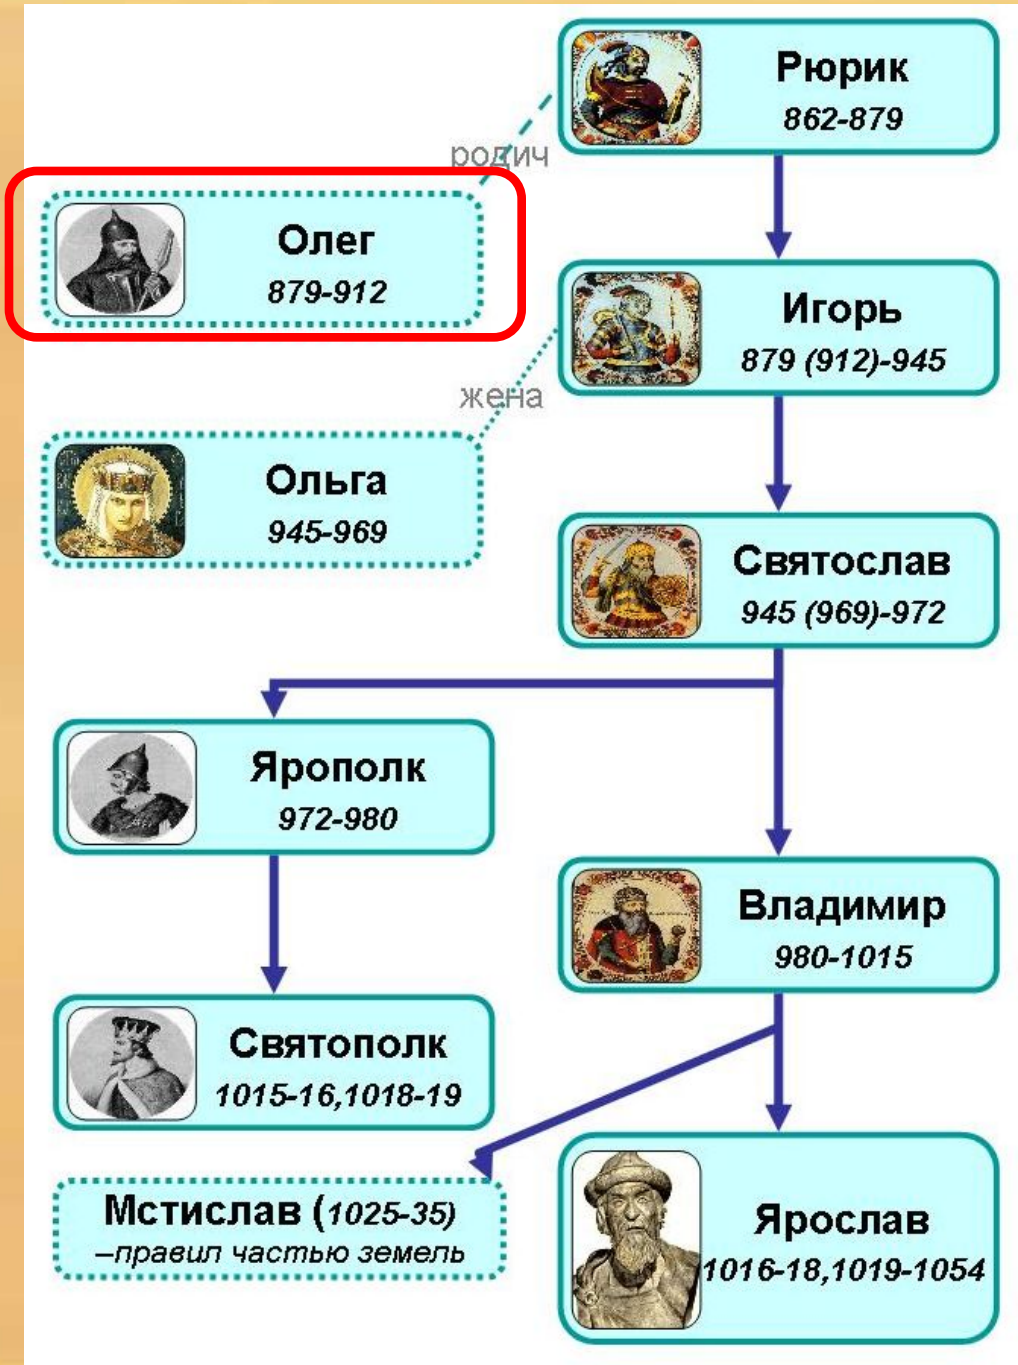 Рюрик
862-879
родич
Олег
879-912
Игорь
879 (912)-945
жена
Ольга
945-969
Святослав
945 (969)-972
Ярополк
972-980
Владимир
980-1015
Святополк
1015-16,1018-19
Мстислав (1025-35)
–правил частью земель
Ярослав
1016-18,1019-1054